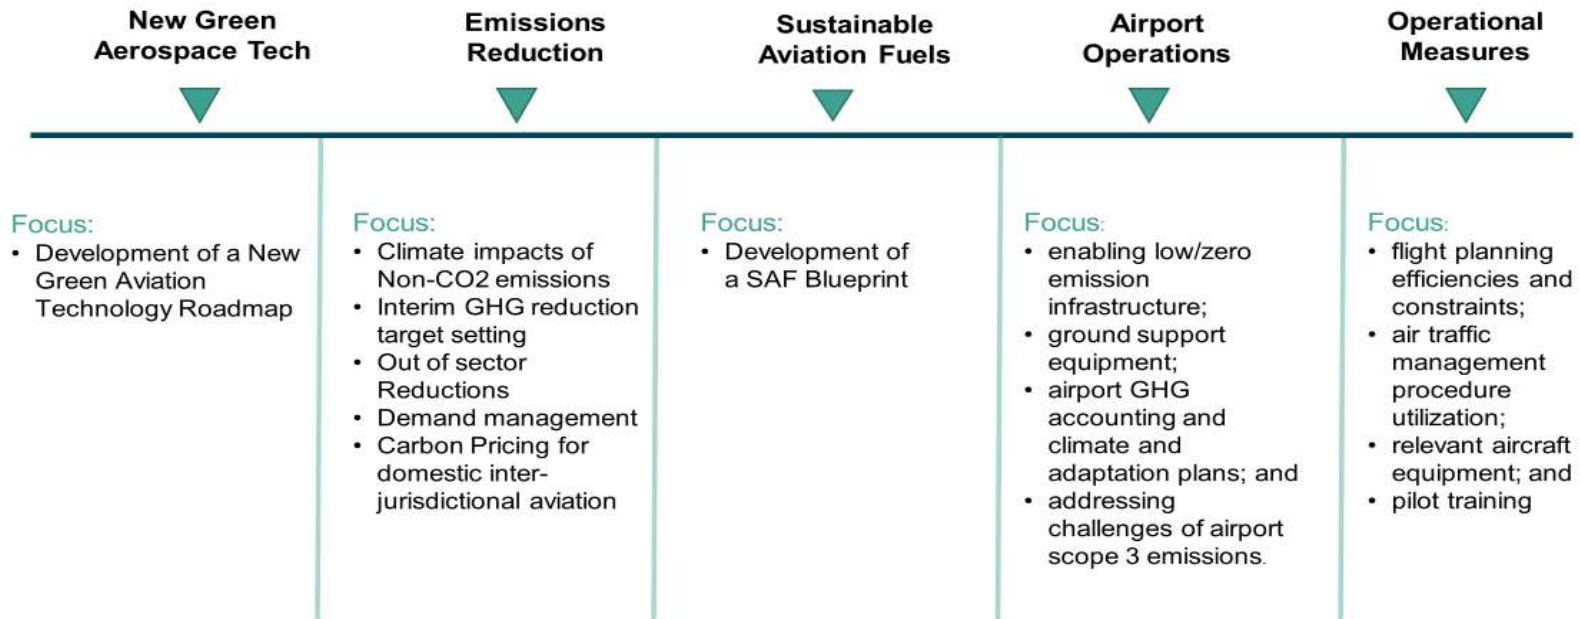 New Green
Aerospace Tech
Emissions
Reduction
Sustainable
Aviation Fuels
Airport
Operations
Operational
Measures
Focus:
• Development of a New
Green Aviation
Technology Roadmap
Focus:
• Climate impacts of
Non-CO2 emissions
• Interim GHG reduction
target setting
• Out of sector
Reductions
• Demand management
• Carbon Pricing for
domestic inter-
jurisdictional aviation
Focus:
• Development of
a SAF Blueprint
Focus:
• enabling low/zero
emission
infrastructure;
• ground support
equipment;
• airport GHG
accounting and
climate and
adaptation plans; and
• addressing
challenges of airport
scope 3 emissions.
Focus:
• flight planning
efficiencies and
constraints;
• air traffic
management
procedure
utilization;
• relevant aircraft
equipment; and
• pilot training